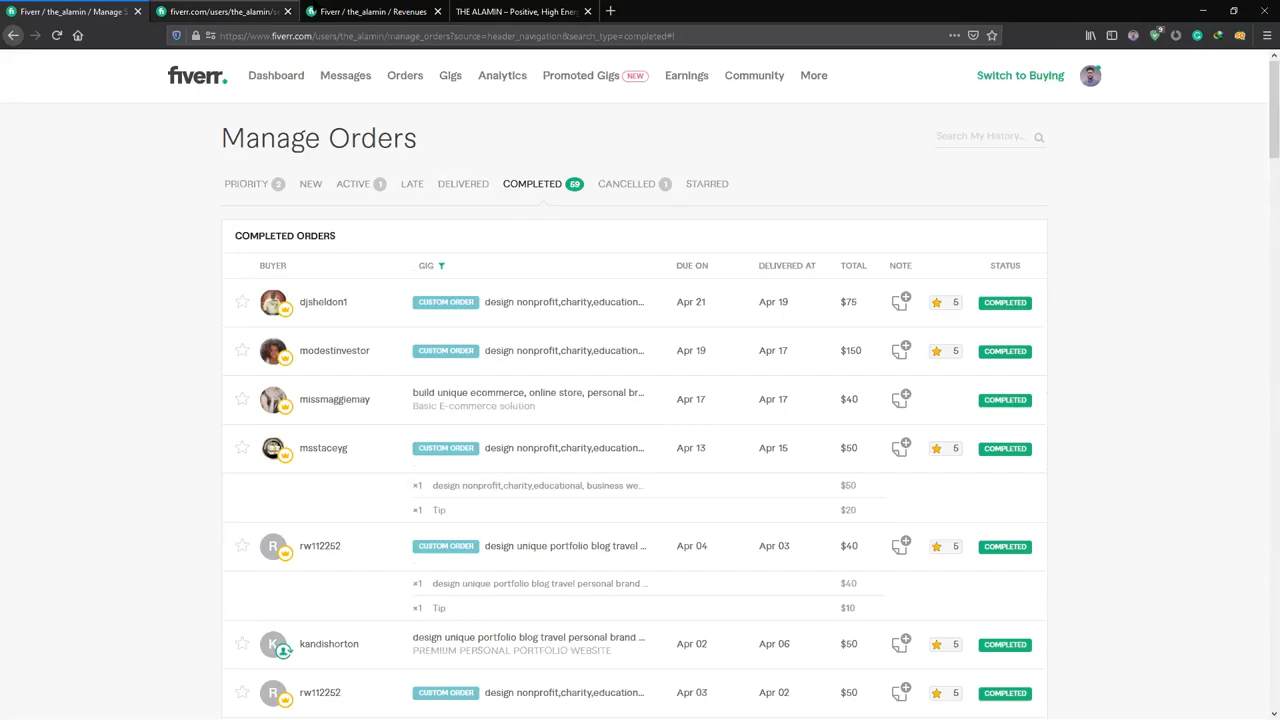 Fiverr / the_alamin / Manage S
fiverr.com/users/the_alamin/man
Fiverr / the_alamin / Revenues
THE ALAMIN – Positive, High Ener
https://www.fiverr.com/users/the_alamin/manage_orders?source=header_navigation&search_type=completed#1
fiverr.
Dashboard
Messages
Orders
Gigs
Analytics
Promoted Gigs NEW
Earnings
Community
More
Switch to Buying
Manage Orders
Search My History...
PRIORITY 2
NEW
ACTIVE 1
LATE
DELIVERED
COMPLETED 59
CANCELLED 1
STARRED
COMPLETED ORDERS
BUYER GIG DUE ON DELIVERED AT TOTAL NOTE STATUS
djsheldon1 CUSTOM ORDER design nonprofit,charity,education... Apr 21 Apr 19 $75 5 COMPLETED
modestinvestor CUSTOM ORDER design nonprofit,charity,education... Apr 19 Apr 17 $150 5 COMPLETED
missmaggiemay build unique ecommerce, online store, personal br... Apr 17 Apr 17 $40 COMPLETED
Basic E-commerce solution
msstaceyg CUSTOM ORDER design nonprofit,charity,education... Apr 13 Apr 15 $50 5 COMPLETED
×1 design nonprofit,charity,educational, business we... $50
×1 Tip $20
R rw112252 CUSTOM ORDER design unique portfolio blog travel ... Apr 04 Apr 03 $40 5 COMPLETED
×1 design unique portfolio blog travel personal brand ... $40
×1 Tip $10
K kandishorton design unique portfolio blog travel personal brand ... Apr 02 Apr 06 $50 5 COMPLETED
PREMIUM PERSONAL PORTFOLIO WEBSITE
R rw112252 CUSTOM ORDER design nonprofit,charity,education... Apr 03 Apr 02 $50 5 COMPLETED